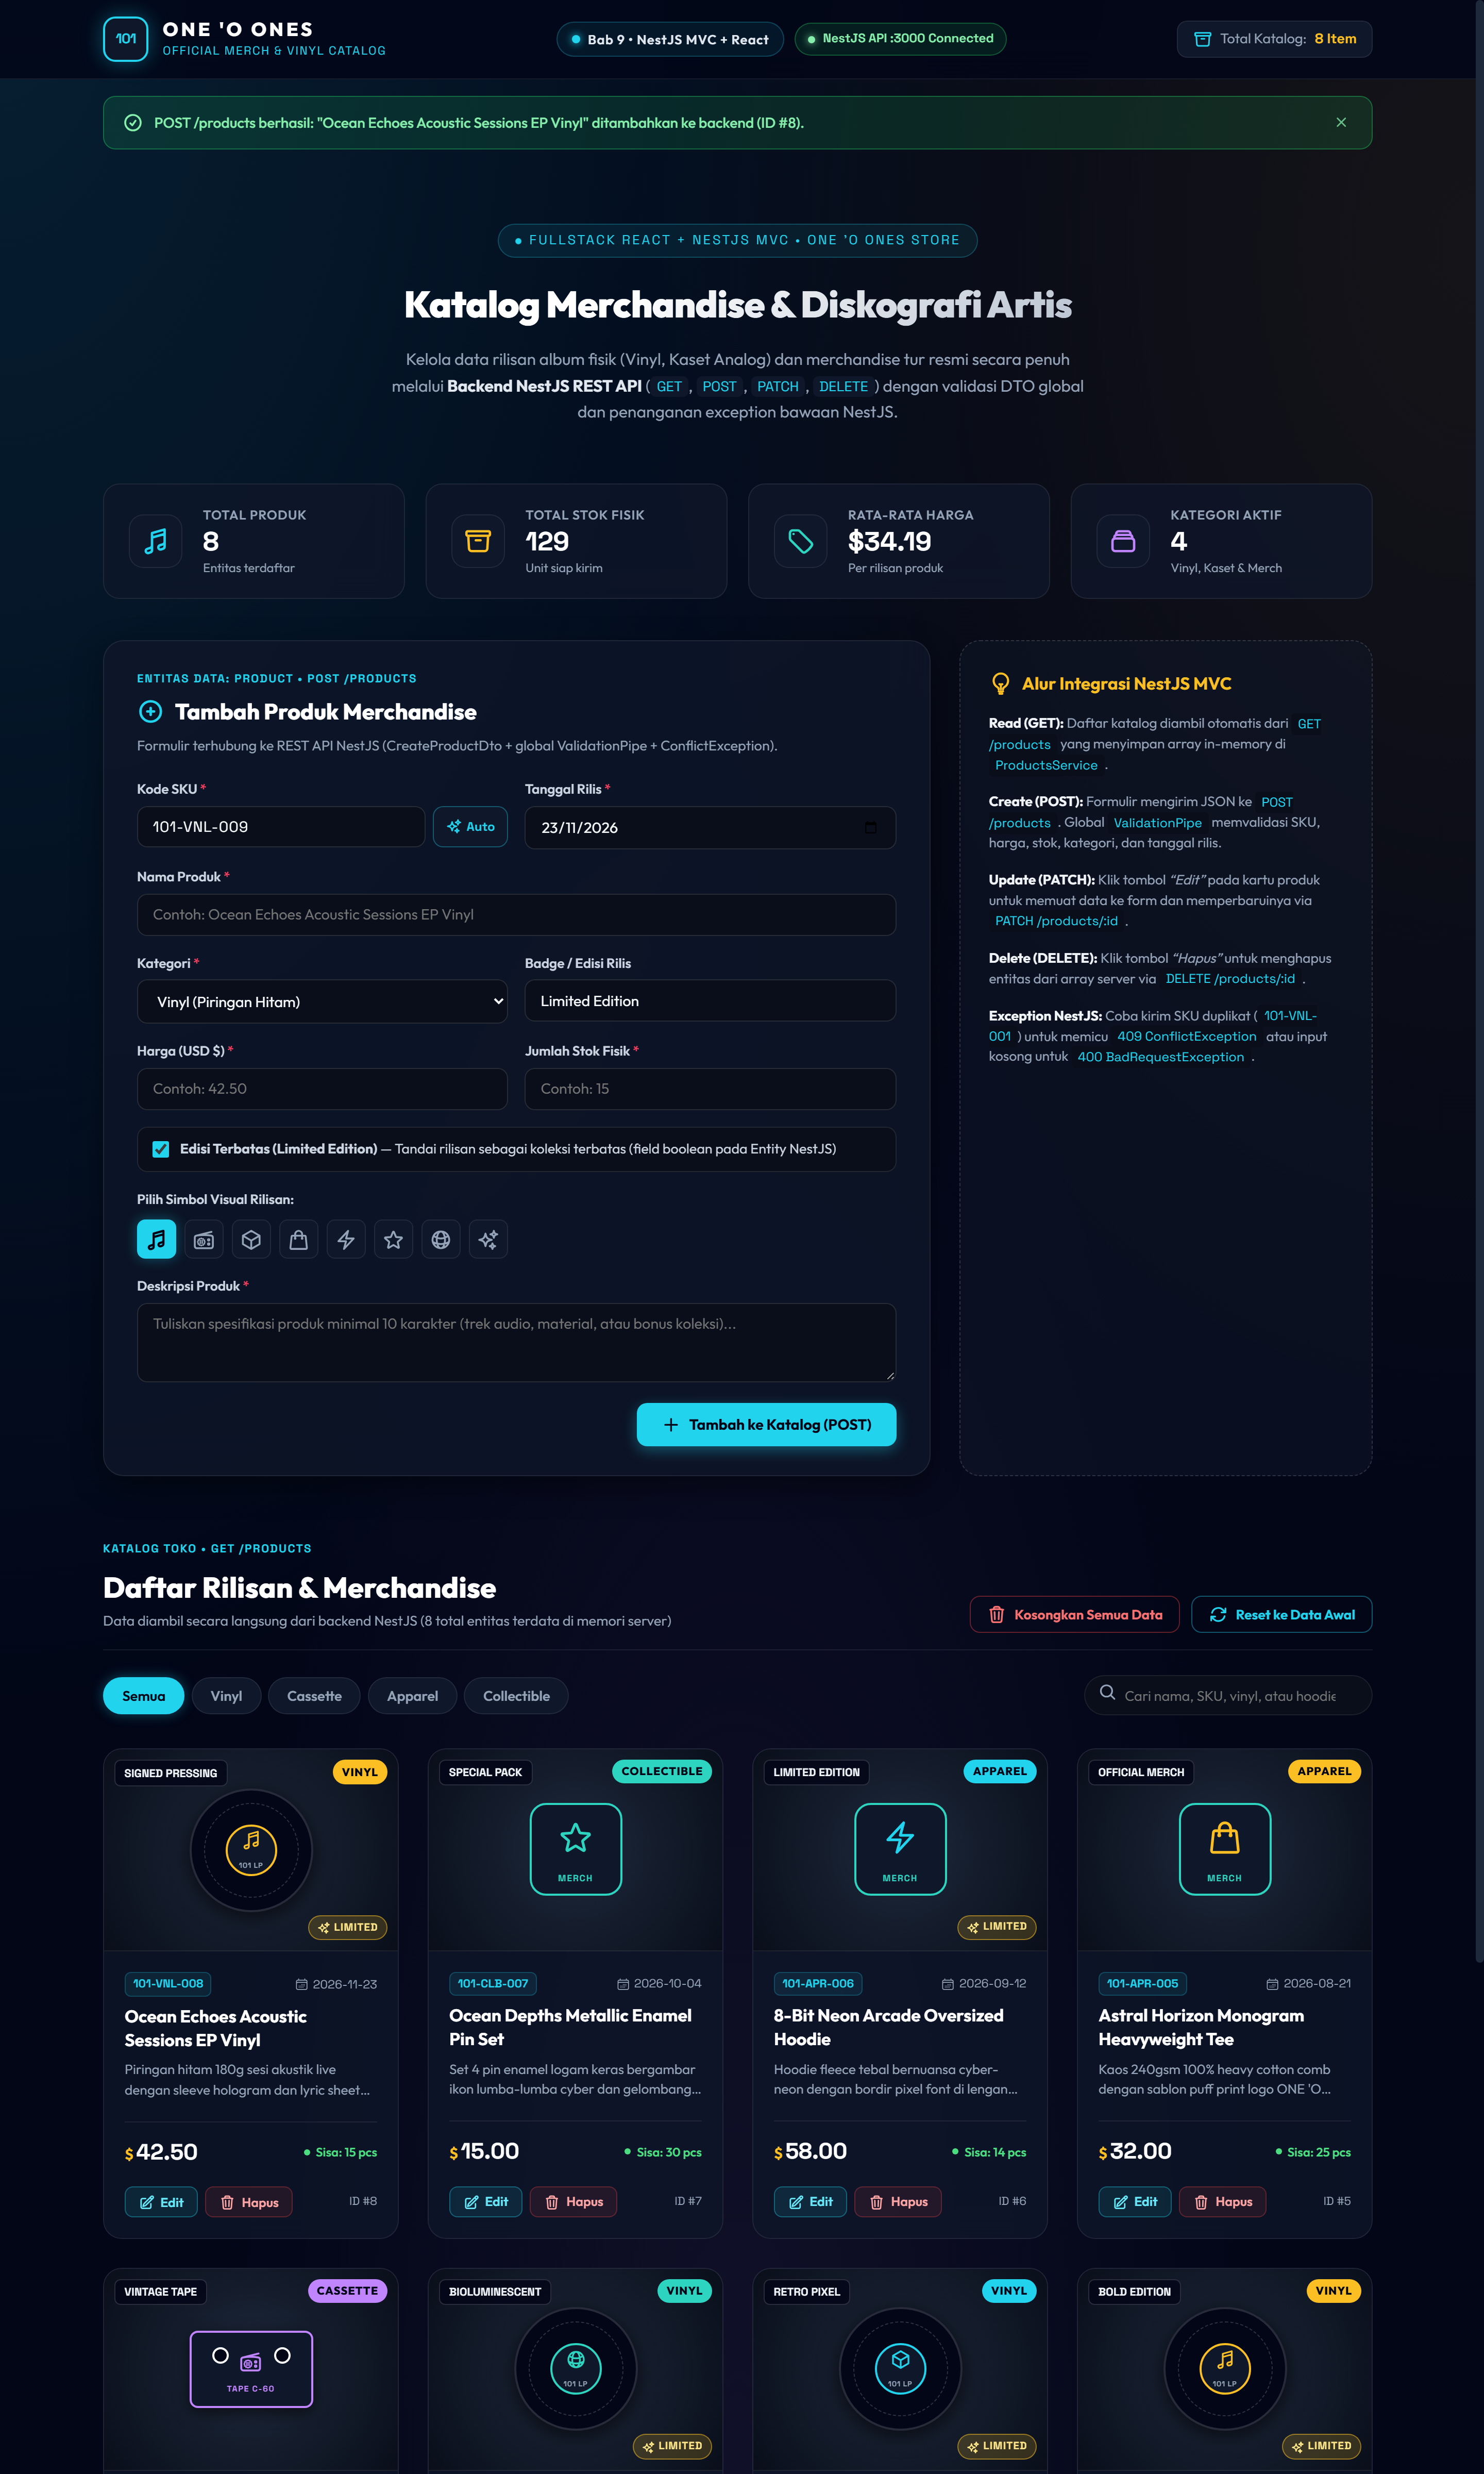 101
ONE 'O ONES
OFFICIAL MERCH & VINYL CATALOG
Bab 9 • NestJS MVC + React
NestJS API :3000 Connected
Total Katalog: 8 Item
POST /products berhasil: "Ocean Echoes Acoustic Sessions EP Vinyl" ditambahkan ke backend (ID #8).
FULLSTACK REACT + NESTJS MVC • ONE 'O ONES STORE
Katalog Merchandise & Diskografi Artis
Kelola data rilisan album fisik (Vinyl, Kaset Analog) dan merchandise tur resmi secara penuh
melalui Backend NestJS REST API ( GET , POST , PATCH , DELETE ) dengan validasi DTO global
dan penanganan exception bawaan NestJS.
TOTAL PRODUK
8
Entitas terdaftar
TOTAL STOK FISIK
129
Unit siap kirim
RATA-RATA HARGA
$34.19
Per rilisan produk
KATEGORI AKTIF
4
Vinyl, Kaset & Merch
ENTITAS DATA: PRODUCT • POST /PRODUCTS
Tambah Produk Merchandise
Formulir terhubung ke REST API NestJS (CreateProductDto + global ValidationPipe + ConflictException).
Kode SKU *
101-VNL-009
Auto
Tanggal Rilis *
23/11/2026
Nama Produk *
Contoh: Ocean Echoes Acoustic Sessions EP Vinyl
Kategori *
Vinyl (Piringan Hitam)
Badge / Edisi Rilis
Limited Edition
Harga (USD $) *
Contoh: 42.50
Jumlah Stok Fisik *
Contoh: 15
Edisi Terbatas (Limited Edition) — Tandai rilisan sebagai koleksi terbatas (field boolean pada Entity NestJS)
Pilih Simbol Visual Rilisan:
Deskripsi Produk *
Tuliskan spesifikasi produk minimal 10 karakter (trek audio, material, atau bonus koleksi)...
Tambah ke Katalog (POST)
Alur Integrasi NestJS MVC
Read (GET): Daftar katalog diambil otomatis dari GET
/products yang menyimpan array in-memory di
ProductsService .
Create (POST): Formulir mengirim JSON ke POST
/products . Global ValidationPipe memvalidasi SKU,
harga, stok, kategori, dan tanggal rilis.
Update (PATCH): Klik tombol “Edit” pada kartu produk
untuk memuat data ke form dan memperbaruinya via
PATCH /products/:id .
Delete (DELETE): Klik tombol “Hapus” untuk menghapus
entitas dari array server via DELETE /products/:id .
Exception NestJS: Coba kirim SKU duplikat ( 101-VNL-
001 ) untuk memicu 409 ConflictException atau input
kosong untuk 400 BadRequestException .
KATALOG TOKO • GET /PRODUCTS
Daftar Rilisan & Merchandise
Data diambil secara langsung dari backend NestJS (8 total entitas terdata di memori server)
Kosongkan Semua Data
Reset ke Data Awal
Semua
Vinyl
Cassette
Apparel
Collectible
Cari nama, SKU, vinyl, atau hoodie
SIGNED PRESSING
VINYL
101 LP
LIMITED
101-VNL-008
2026-11-23
Ocean Echoes Acoustic
Sessions EP Vinyl
Piringan hitam 180g sesi akustik live
dengan sleeve hologram dan lyric sheet...
$42.50
Sisa: 15 pcs
Edit
Hapus
ID #8
SPECIAL PACK
COLLECTIBLE
MERCH
101-CLB-007
2026-10-04
Ocean Depths Metallic Enamel
Pin Set
Set 4 pin enamel logam keras bergambar
ikon lumba-lumba cyber dan gelombang...
$15.00
Sisa: 30 pcs
Edit
Hapus
ID #7
LIMITED EDITION
APPAREL
MERCH
LIMITED
101-APR-006
2026-09-12
8-Bit Neon Arcade Oversized
Hoodie
Hoodie fleece tebal bernuansa cyber-
neon dengan bordir pixel font di lengan...
$58.00
Sisa: 14 pcs
Edit
Hapus
ID #6
OFFICIAL MERCH
APPAREL
MERCH
101-APR-005
2026-08-21
Astral Horizon Monogram
Heavyweight Tee
Kaos 240gsm 100% heavy cotton comb
dengan sablon puff print logo ONE 'O...
$32.00
Sisa: 25 pcs
Edit
Hapus
ID #5
VINTAGE TAPE
CASSETTE
TAPE C-60
BIOLUMINESCENT
VINYL
101 LP
LIMITED
RETRO PIXEL
VINYL
101 LP
LIMITED
BOLD EDITION
VINYL
101 LP
LIMITED